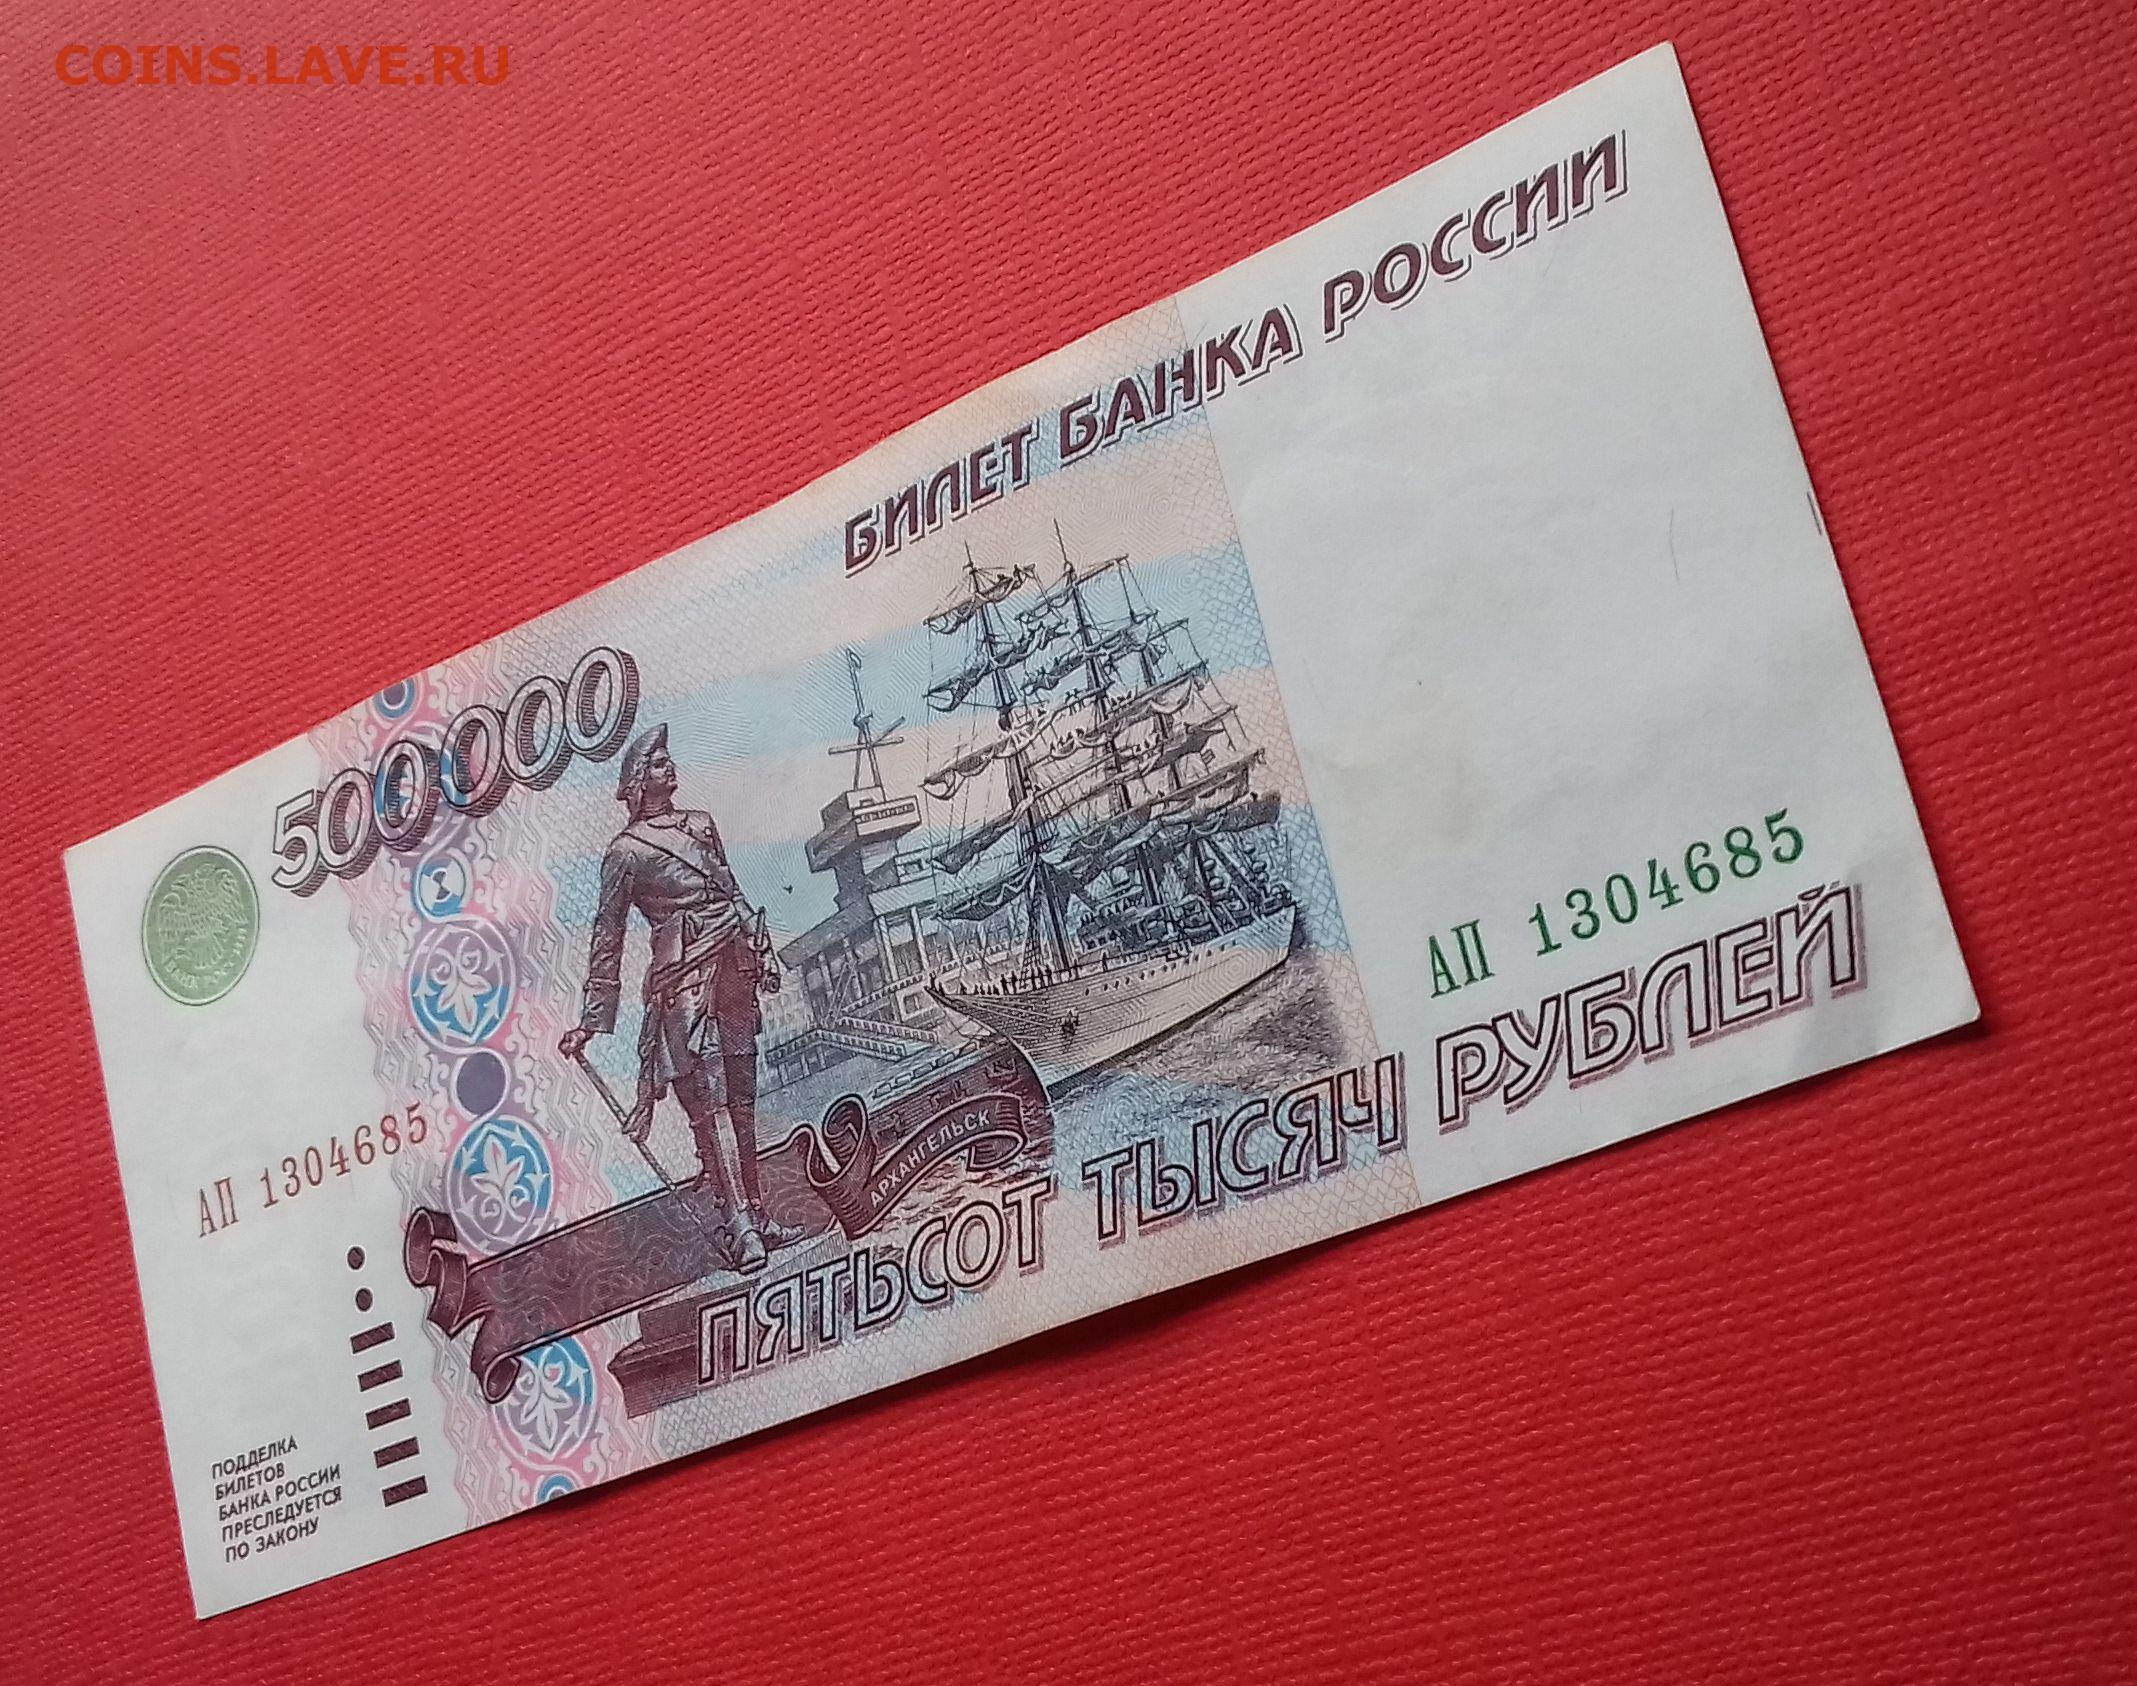 COINS.LAVE.RU
БИЛЕТ БАНКА РОССИИ
500000
АП 1304685
АП 1304685
АРХАНГЕЛЬСК
ПЯТЬСОТ ТЫСЯЧ РУБЛЕЙ
ПОДДЕЛКА
БИЛЕТОВ
БАНКА РОССИИ
ПРЕСЛЕДУЕТСЯ
ПО ЗАКОНУ